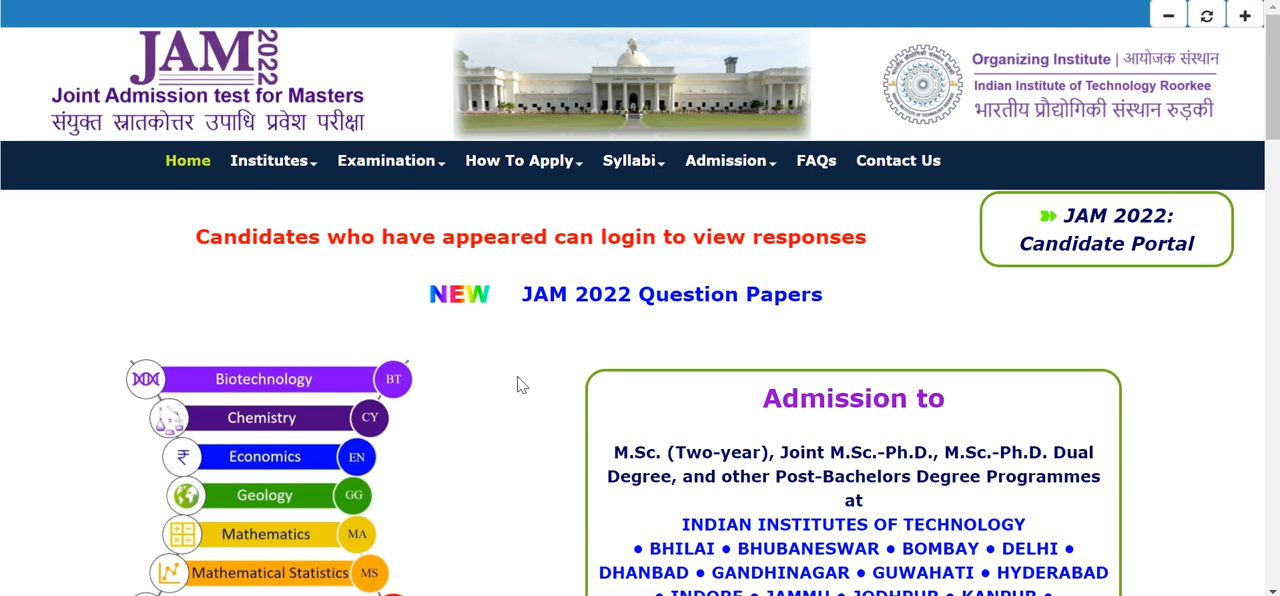 JAM 2022
Joint Admission test for Masters
संयुक्त स्नातकोत्तर उपाधि प्रवेश परीक्षा
Organizing Institute | आयोजक संस्थान
Indian Institute of Technology Roorkee
भारतीय प्रौद्योगिकी संस्थान रुड़की
Home Institutes Examination How To Apply Syllabi Admission FAQs Contact Us
JAM 2022:
Candidate Portal
Candidates who have appeared can login to view responses
NEW JAM 2022 Question Papers
Biotechnology BT
Chemistry CY
Economics EN
Geology GG
Mathematics MA
Mathematical Statistics MS
Admission to
M.Sc. (Two-year), Joint M.Sc.-Ph.D., M.Sc.-Ph.D. Dual
Degree, and other Post-Bachelors Degree Programmes
at
INDIAN INSTITUTES OF TECHNOLOGY
• BHILAI • BHUBANESWAR • BOMBAY • DELHI •
DHANBAD • GANDHINAGAR • GUWAHATI • HYDERABAD
• INDORE • JAMMU • JODHPUR • KANPUR •